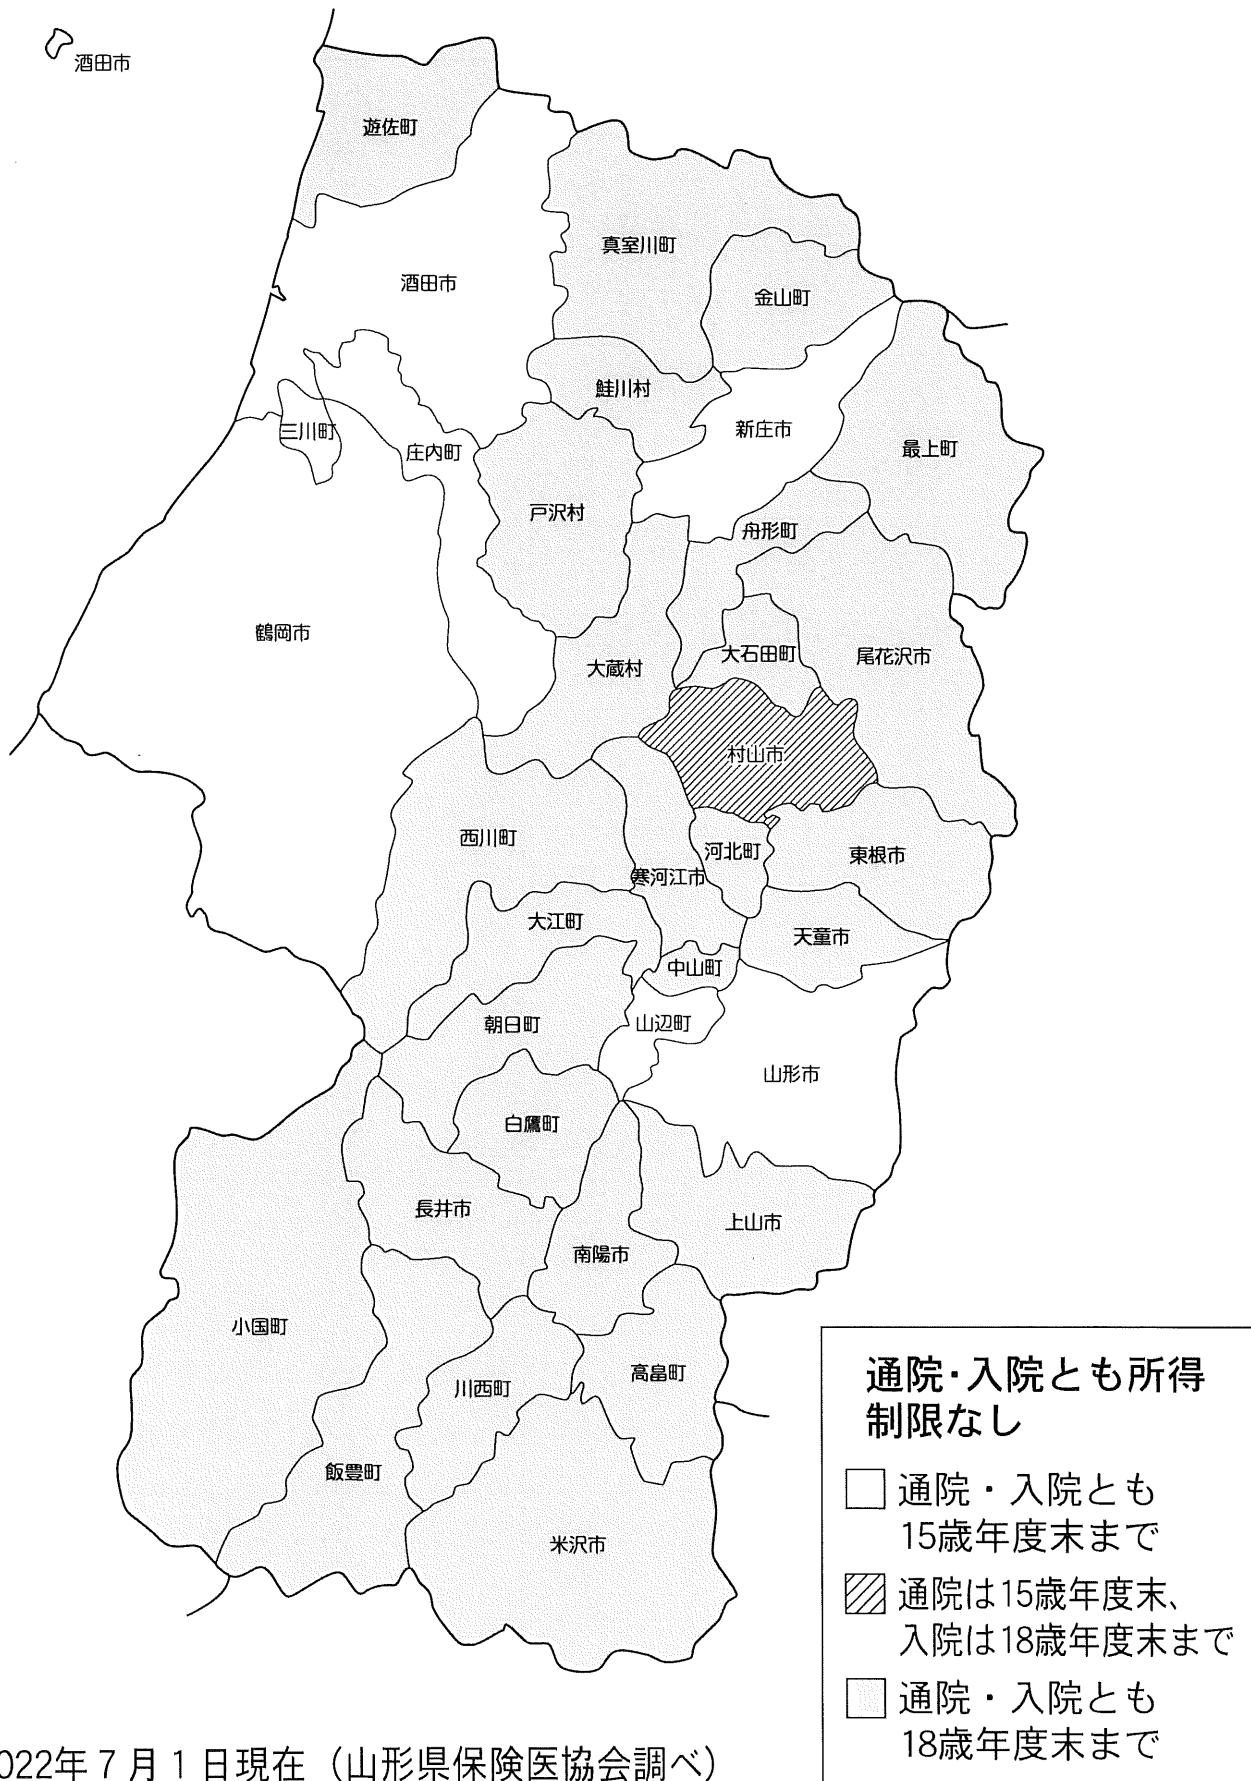 酒田市
遊佐町
真室川町
酒田市
金山町
鮭川村
新庄市
三川町
庄内町
最上町
戸沢村
舟形町
鶴岡市
大蔵村
大石田町
尾花沢市
村山市
西川町
河北町
東根市
寒河江市
大江町
天童市
中山町
朝日町
山辺町
山形市
白鷹町
長井市
上山市
南陽市
小国町
高畠町
川西町
飯豊町
米沢市
通院・入院とも所得
制限なし
通院・入院とも
15歳年度末まで
通院は15歳年度末、
入院は18歳年度末まで
通院・入院とも
18歳年度末まで
022年7月1日現在（山形県保険医協会調べ）